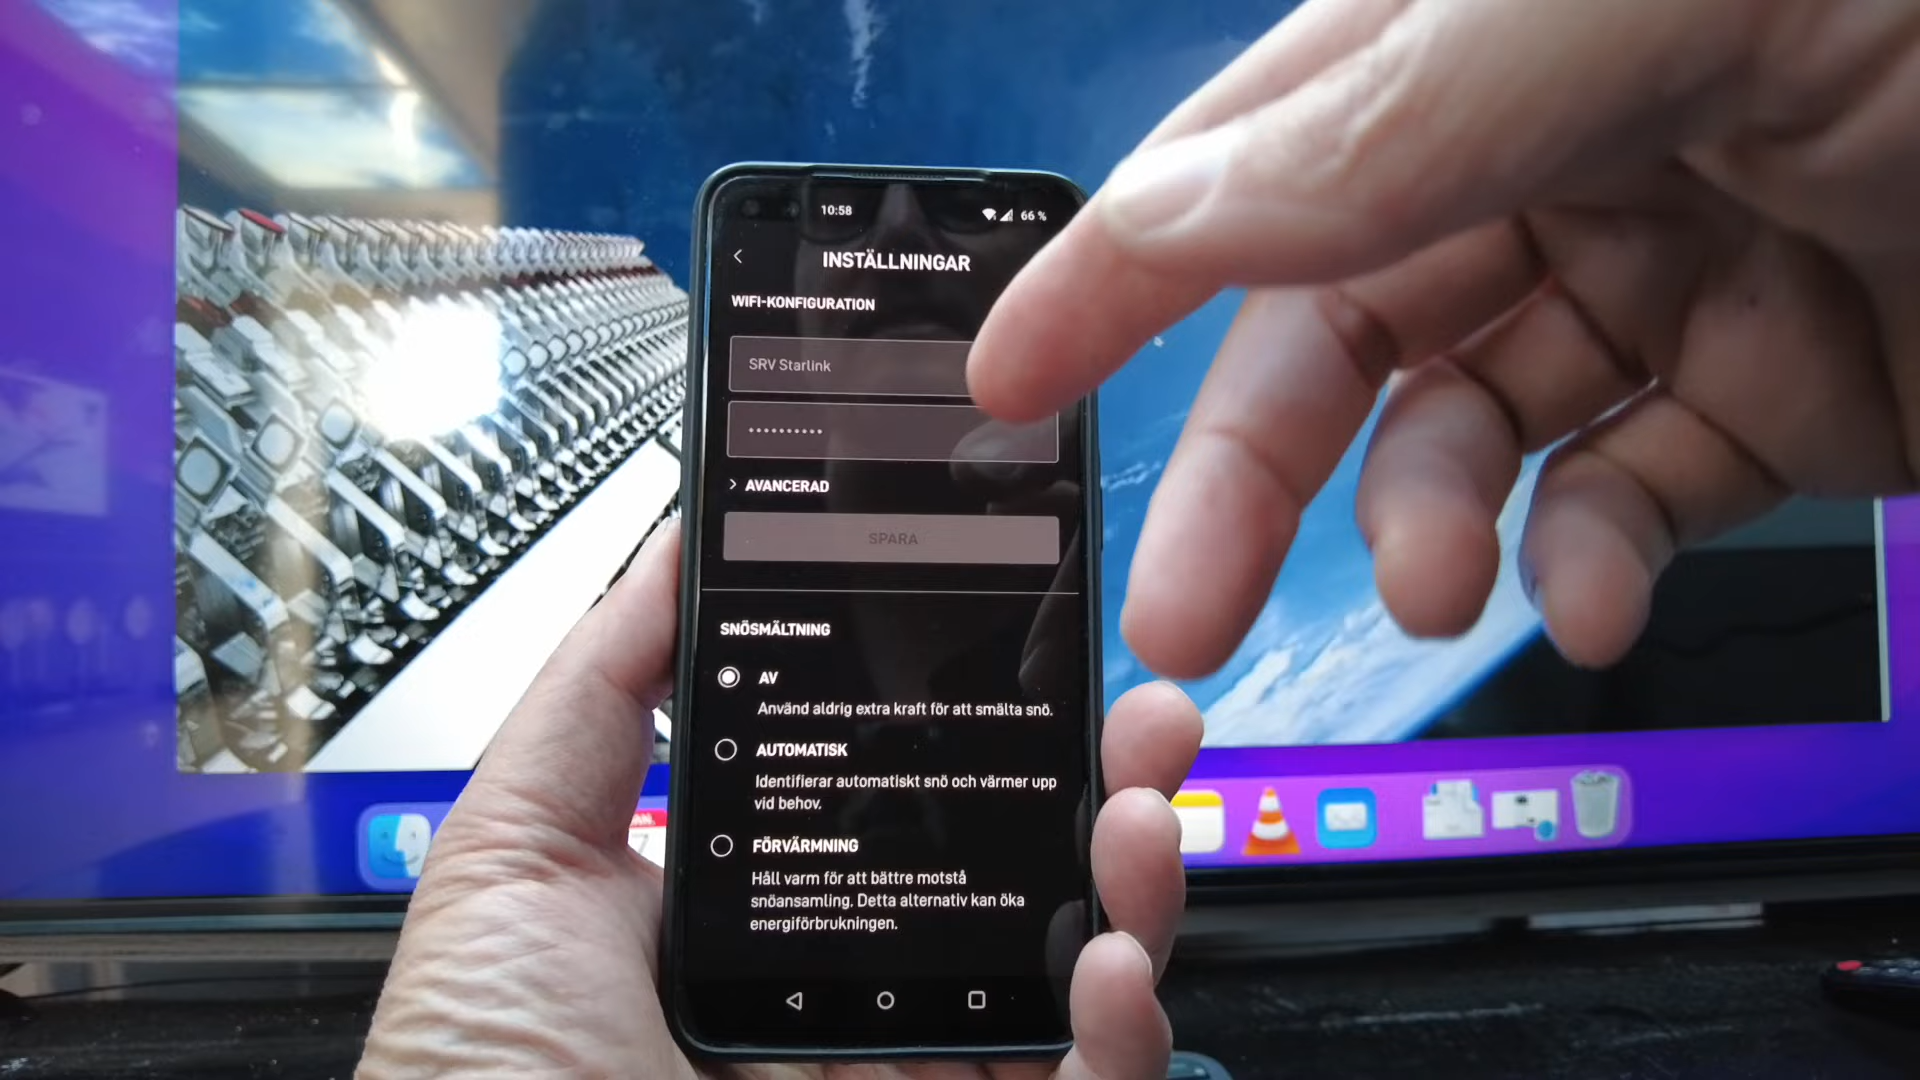 10:58
66 %
INSTÄLLNINGAR
WIFI-KONFIGURATION
SRV Starlink
••••••••••
AVANCERAD
SPARA
SNÖSMÄLTNING
AV
Använd aldrig extra kraft för att smälta snö.
AUTOMATISK
Identifierar automatiskt snö och värmer upp
vid behov.
FÖRVÄRMNING
Håll varm för att bättre motstå
snöansamling. Detta alternativ kan öka
energiförbrukningen.